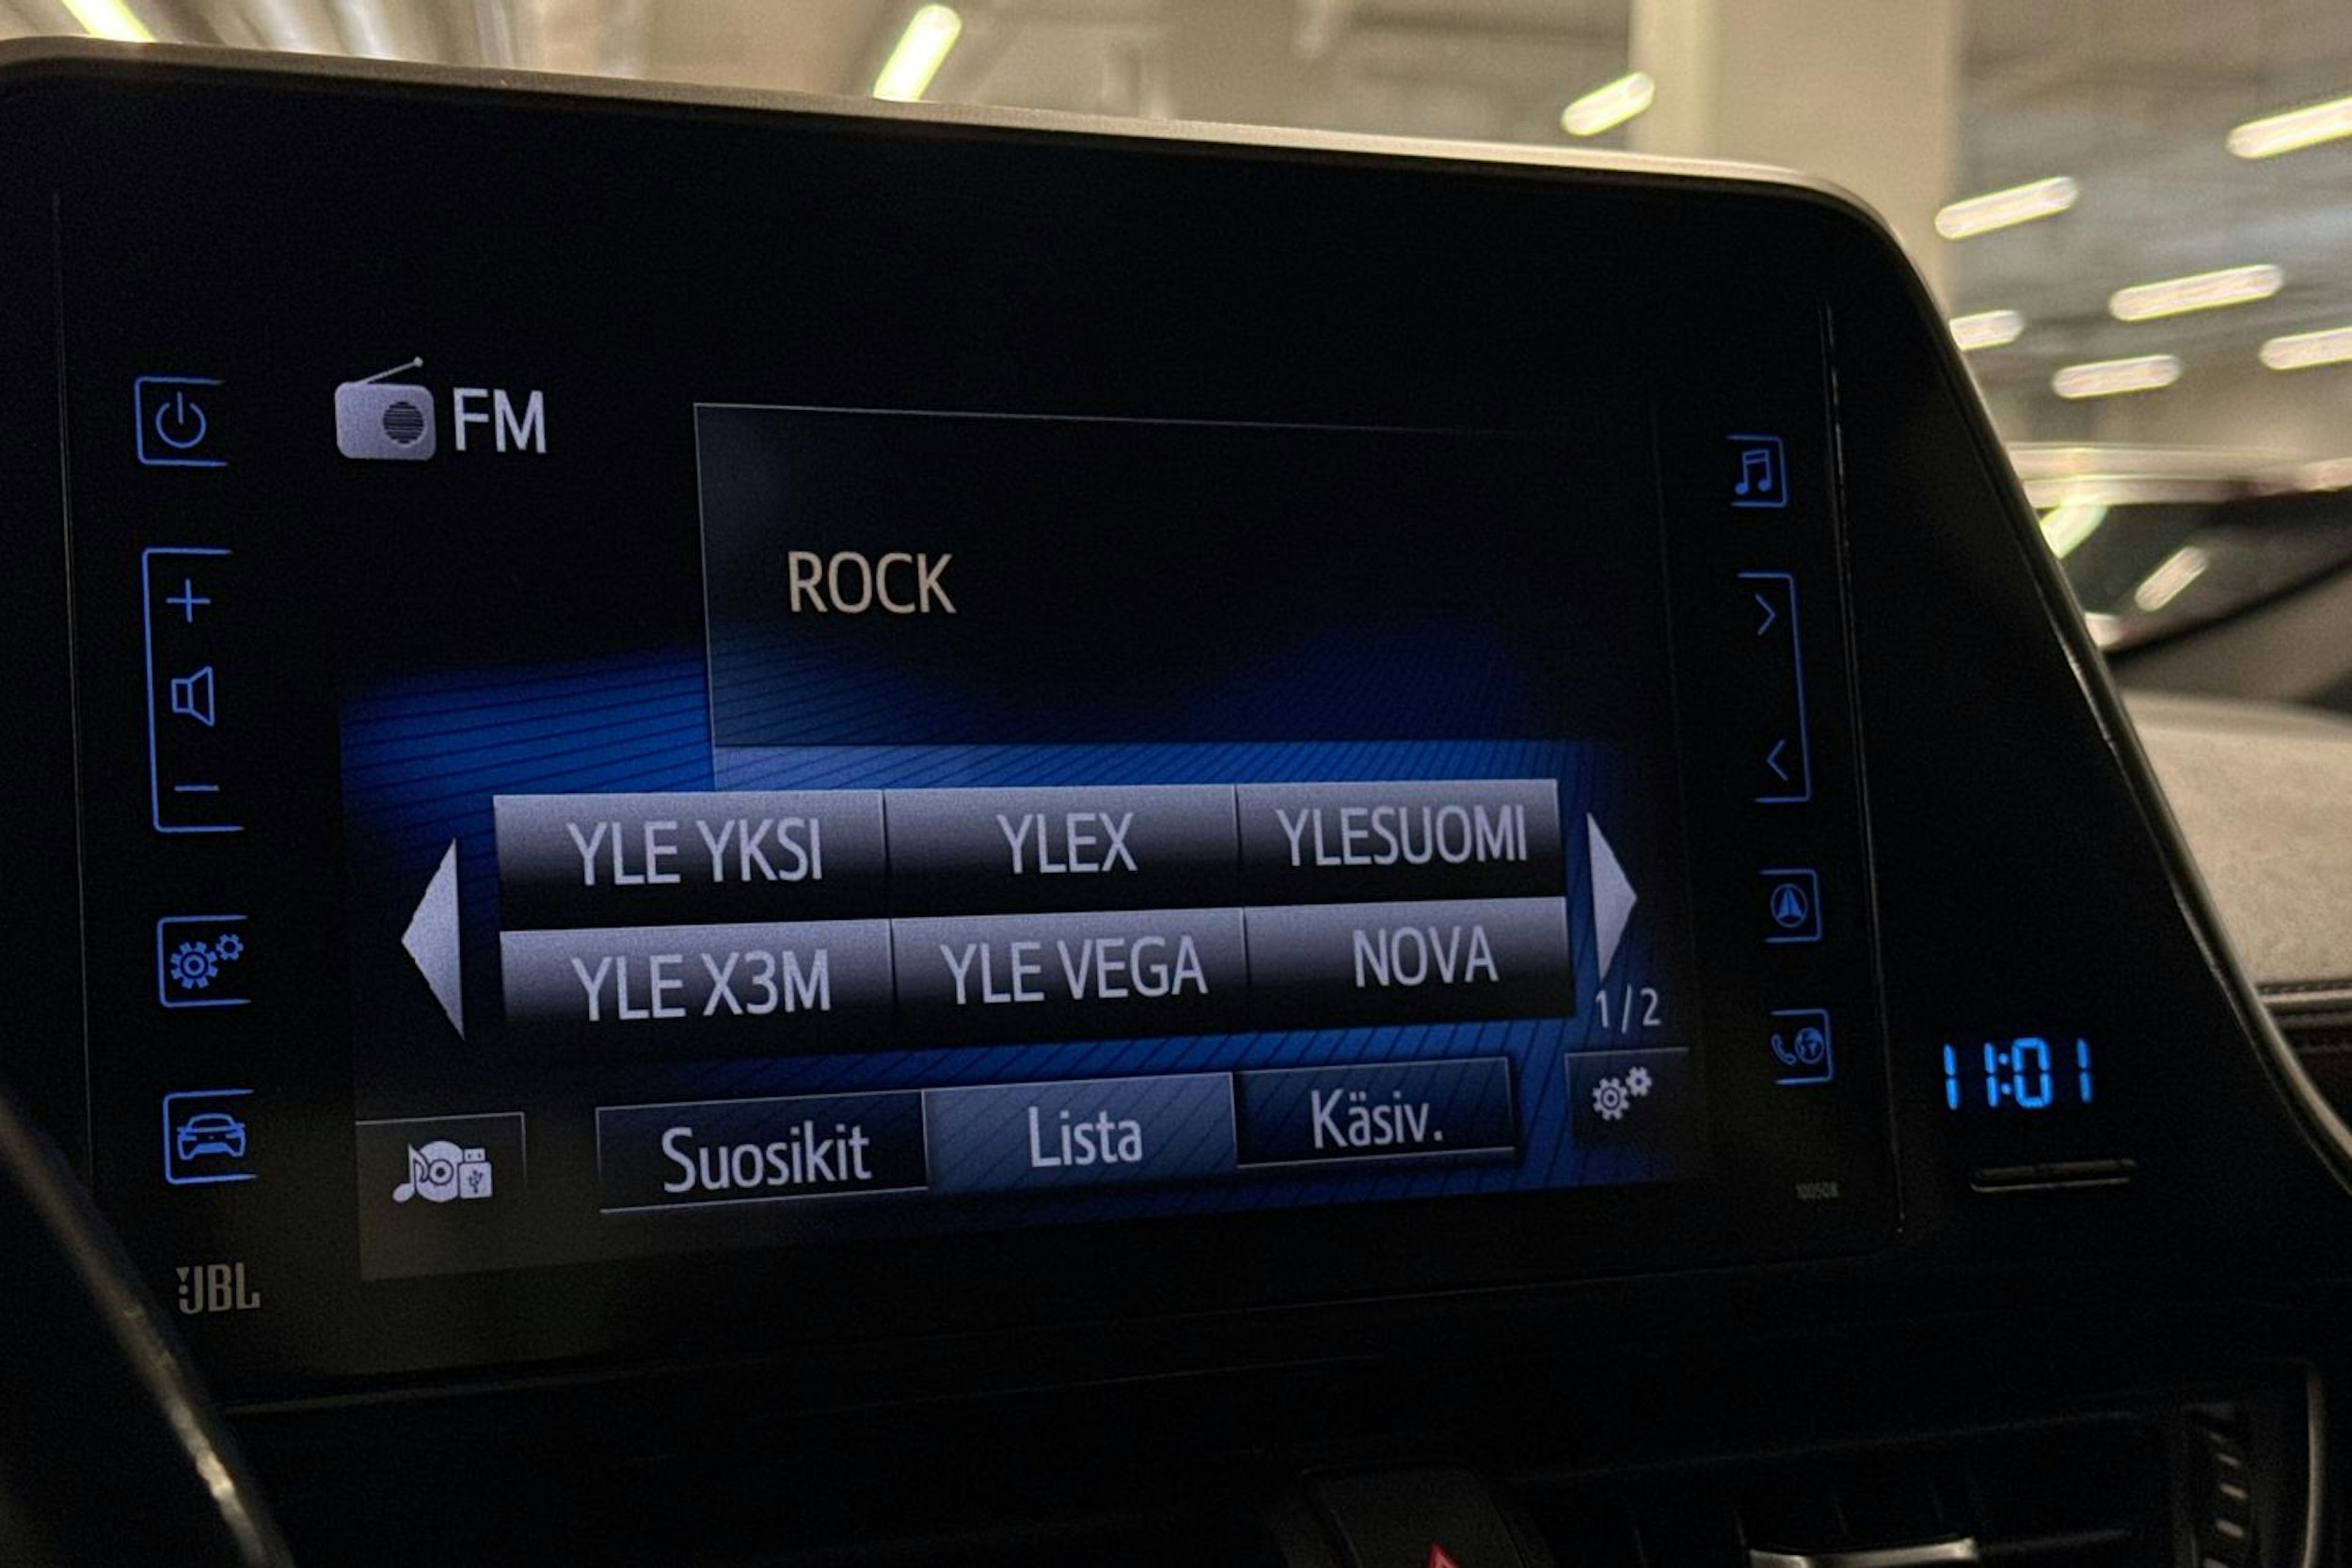 FM
ROCK
YLE YKSI YLEX YLESUOMI
YLE X3M YLE VEGA NOVA
1/2
Suosikit Lista Käsiv.
11:01
100508
JBL